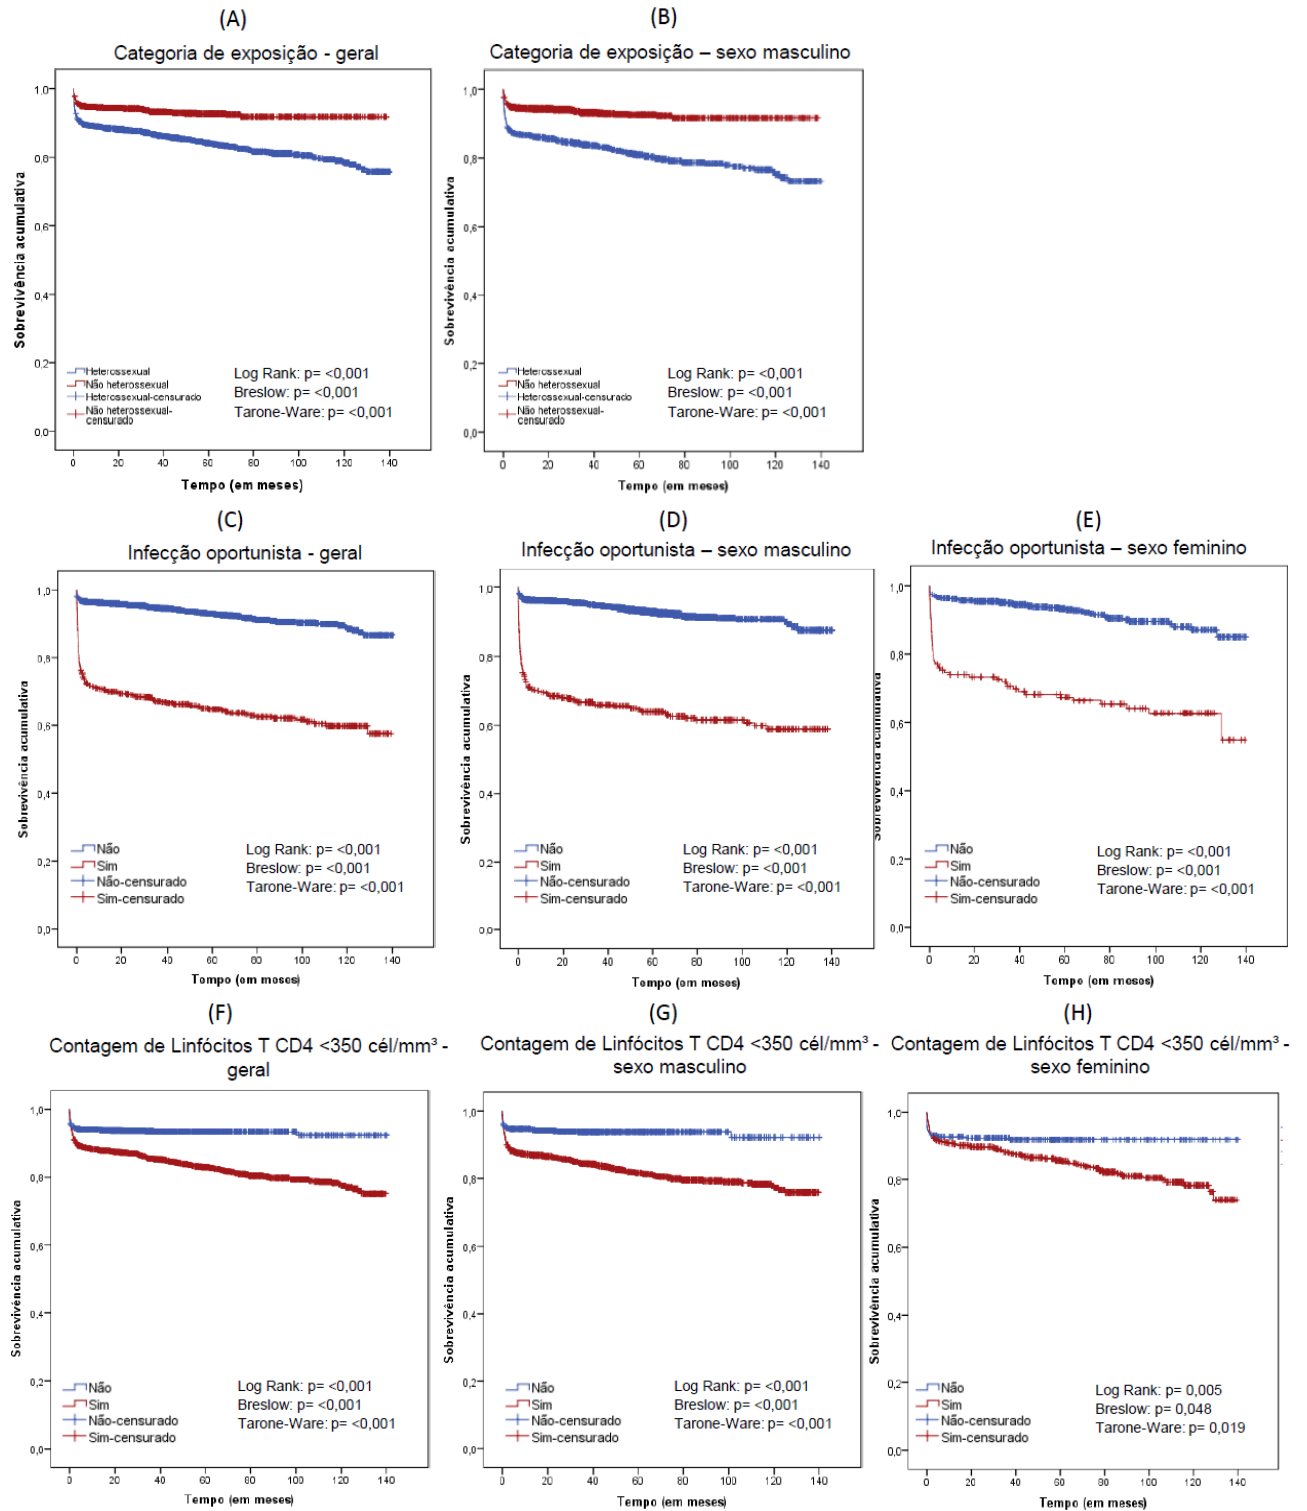 (A)
Categoria de exposição - geral
Sobrevivência acumulativa
1,0
0,8
0,6
0,4
0,2
0,0
Heterossexual
Não heterossexual
Heterossexual-censurado
Não heterossexual-
censurado
Log Rank: p= <0,001
Breslow: p= <0,001
Tarone-Ware: p= <0,001
0 20 40 60 80 100 120 140
Tempo (em meses)
(B)
Categoria de exposição – sexo masculino
Sobrevivência acumulativa
1,0
0,8
0,6
0,4
0,2
0,0
Heterossexual
Não heterossexual
Heterossexual-censurado
Não heterossexual-
censurado
Log Rank: p= <0,001
Breslow: p= <0,001
Tarone-Ware: p= <0,001
0 20 40 60 80 100 120 140
Tempo (em meses)
(C)
Infecção oportunista - geral
Sobrevivência acumulativa
1,0
0,8
0,6
0,4
0,2
0,0
Não
Sim
Não-censurado
Sim-censurado
Log Rank: p= <0,001
Breslow: p= <0,001
Tarone-Ware: p= <0,001
0 20 40 60 80 100 120 140
Tempo (em meses)
(D)
Infecção oportunista – sexo masculino
Sobrevivência acumulativa
1,0
0,8
0,6
0,4
0,2
0,0
Não
Sim
Não-censurado
Sim-censurado
Log Rank: p= <0,001
Breslow: p= <0,001
Tarone-Ware: p= <0,001
0 20 40 60 80 100 120 140
Tempo (em meses)
(E)
Infecção oportunista – sexo feminino
Sobrevivência acumulativa
1,0
0,8
0,6
0,4
0,2
0,0
Não
Sim
Não-censurado
Sim-censurado
Log Rank: p= <0,001
Breslow: p= <0,001
Tarone-Ware: p= <0,001
0 20 40 60 80 100 120 140
Tempo (em meses)
(F)
Contagem de Linfócitos T CD4 <350 cél/mm³ -
geral
Sobrevivência acumulativa
1,0
0,8
0,6
0,4
0,2
0,0
Não
Sim
Não-censurado
Sim-censurado
Log Rank: p= <0,001
Breslow: p= <0,001
Tarone-Ware: p= <0,001
0 20 40 60 80 100 120 140
Tempo (em meses)
(G)
Contagem de Linfócitos T CD4 <350 cél/mm³ -
sexo masculino
Sobrevivência acumulativa
1,0
0,8
0,6
0,4
0,2
0,0
Não
Sim
Não-censurado
Sim-censurado
Log Rank: p= <0,001
Breslow: p= <0,001
Tarone-Ware: p= <0,001
0 20 40 60 80 100 120 140
Tempo (em meses)
(H)
Contagem de Linfócitos T CD4 <350 cél/mm³ -
sexo feminino
Sobrevivência acumulativa
1,0
0,8
0,6
0,4
0,2
0,0
Não
Sim
Não-censurado
Sim-censurado
Log Rank: p= 0,005
Breslow: p= 0,048
Tarone-Ware: p= 0,019
0 20 40 60 80 100 120 140
Tempo (em meses)